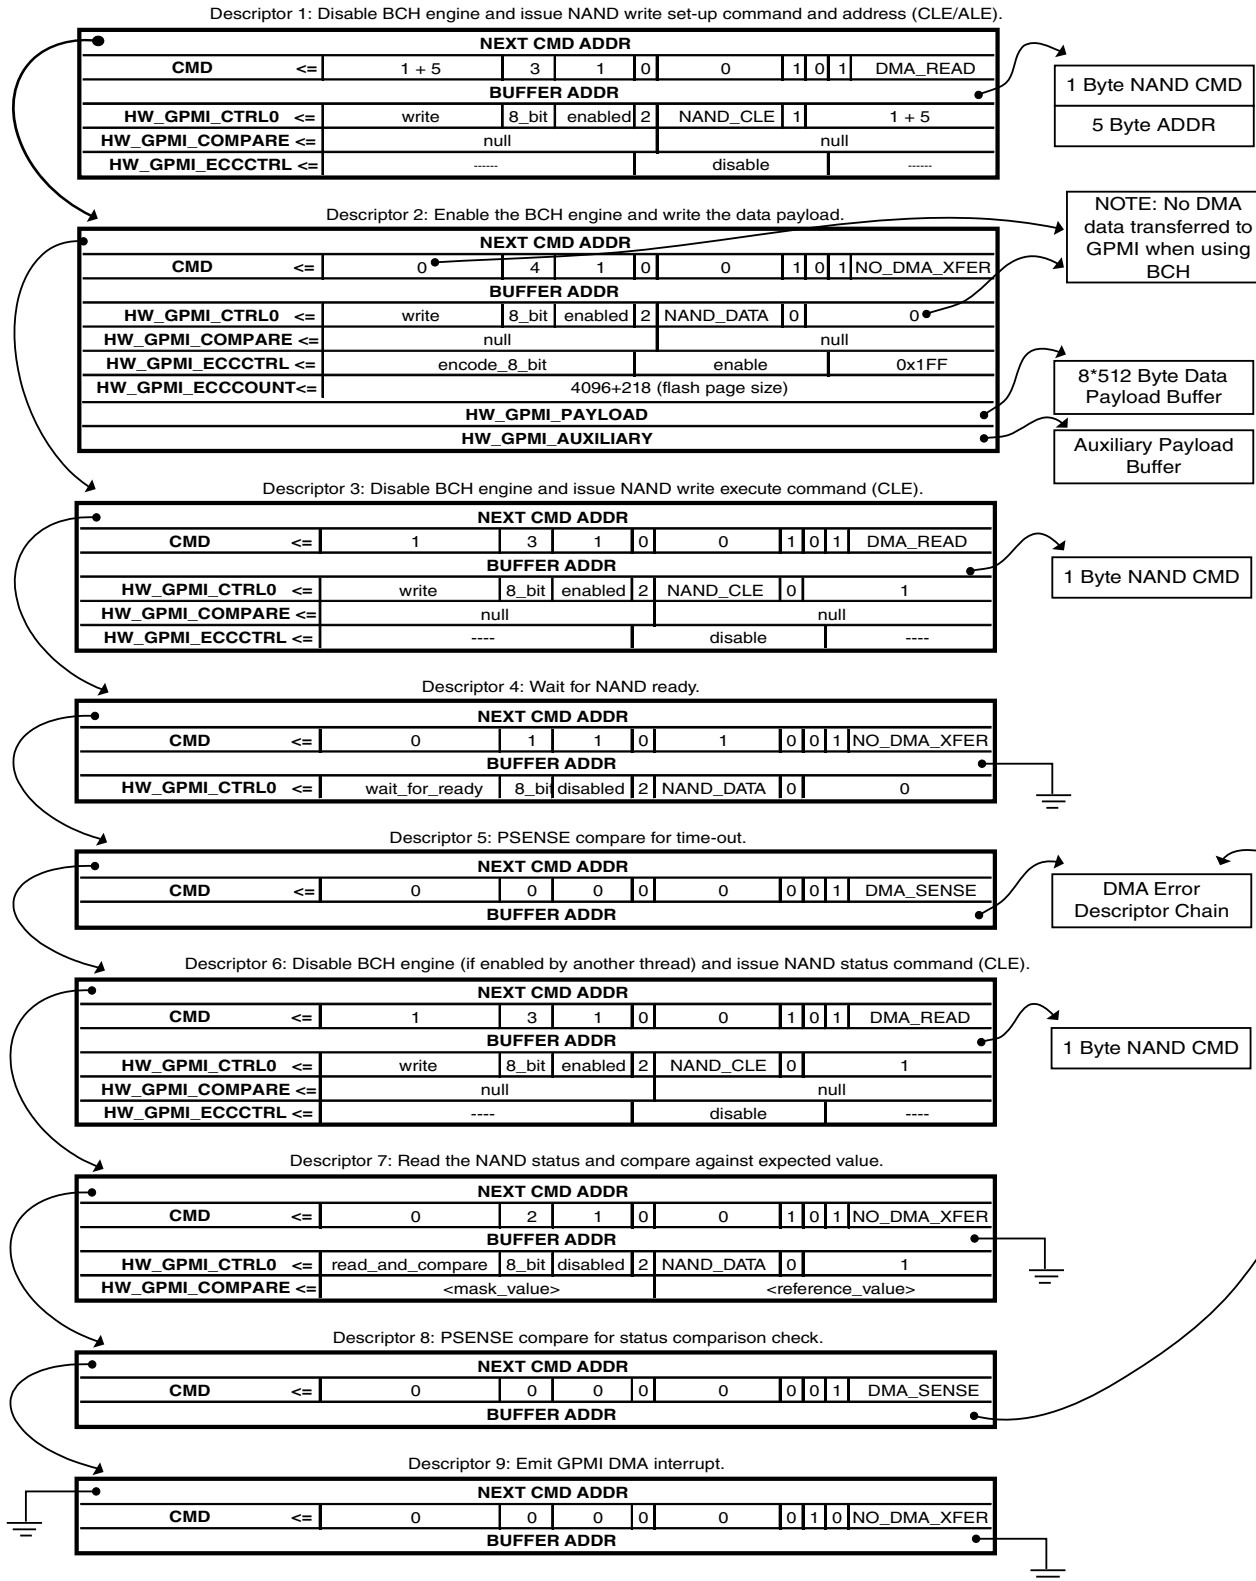 Descriptor 1: Disable BCH engine and issue NAND write set-up command and address (CLE/ALE).
NEXT CMD ADDR
CMD <= 1 + 5 3 1 0 0 1 0 1 DMA_READ
BUFFER ADDR
HW_GPMI_CTRL0 <= write 8_bit enabled 2 NAND_CLE 1 1 + 5
HW_GPMI_COMPARE <= null null
HW_GPMI_ECCCTRL <= ------ disable ------
1 Byte NAND CMD
5 Byte ADDR
Descriptor 2: Enable the BCH engine and write the data payload.
NEXT CMD ADDR
CMD <= 0 4 1 0 0 1 0 1 NO_DMA_XFER
BUFFER ADDR
HW_GPMI_CTRL0 <= write 8_bit enabled 2 NAND_DATA 0 0
HW_GPMI_COMPARE <= null null
HW_GPMI_ECCCTRL <= encode_8_bit enable 0x1FF
HW_GPMI_ECCCOUNT<= 4096+218 (flash page size)
HW_GPMI_PAYLOAD
HW_GPMI_AUXILIARY
NOTE: No DMA
data transferred to
GPMI when using
BCH
8*512 Byte Data
Payload Buffer
Auxiliary Payload
Buffer
Descriptor 3: Disable BCH engine and issue NAND write execute command (CLE).
NEXT CMD ADDR
CMD <= 1 3 1 0 0 1 0 1 DMA_READ
BUFFER ADDR
HW_GPMI_CTRL0 <= write 8_bit enabled 2 NAND_CLE 0 1
HW_GPMI_COMPARE <= null null
HW_GPMI_ECCCTRL <= ---- disable ----
1 Byte NAND CMD
Descriptor 4: Wait for NAND ready.
NEXT CMD ADDR
CMD <= 0 1 1 0 1 0 0 1 NO_DMA_XFER
BUFFER ADDR
HW_GPMI_CTRL0 <= wait_for_ready 8_bit disabled 2 NAND_DATA 0 0
Descriptor 5: PSENSE compare for time-out.
NEXT CMD ADDR
CMD <= 0 0 0 0 0 0 0 1 DMA_SENSE
BUFFER ADDR
DMA Error
Descriptor Chain
Descriptor 6: Disable BCH engine (if enabled by another thread) and issue NAND status command (CLE).
NEXT CMD ADDR
CMD <= 1 3 1 0 0 1 0 1 DMA_READ
BUFFER ADDR
HW_GPMI_CTRL0 <= write 8_bit enabled 2 NAND_CLE 0 1
HW_GPMI_COMPARE <= null null
HW_GPMI_ECCCTRL <= ---- disable ----
1 Byte NAND CMD
Descriptor 7: Read the NAND status and compare against expected value.
NEXT CMD ADDR
CMD <= 0 2 1 0 0 1 0 1 NO_DMA_XFER
BUFFER ADDR
HW_GPMI_CTRL0 <= read_and_compare 8_bit disabled 2 NAND_DATA 0 1
HW_GPMI_COMPARE <= <mask_value> <reference_value>
Descriptor 8: PSENSE compare for status comparison check.
NEXT CMD ADDR
CMD <= 0 0 0 0 0 0 0 1 DMA_SENSE
BUFFER ADDR
Descriptor 9: Emit GPMI DMA interrupt.
NEXT CMD ADDR
CMD <= 0 0 0 0 0 0 1 0 NO_DMA_XFER
BUFFER ADDR